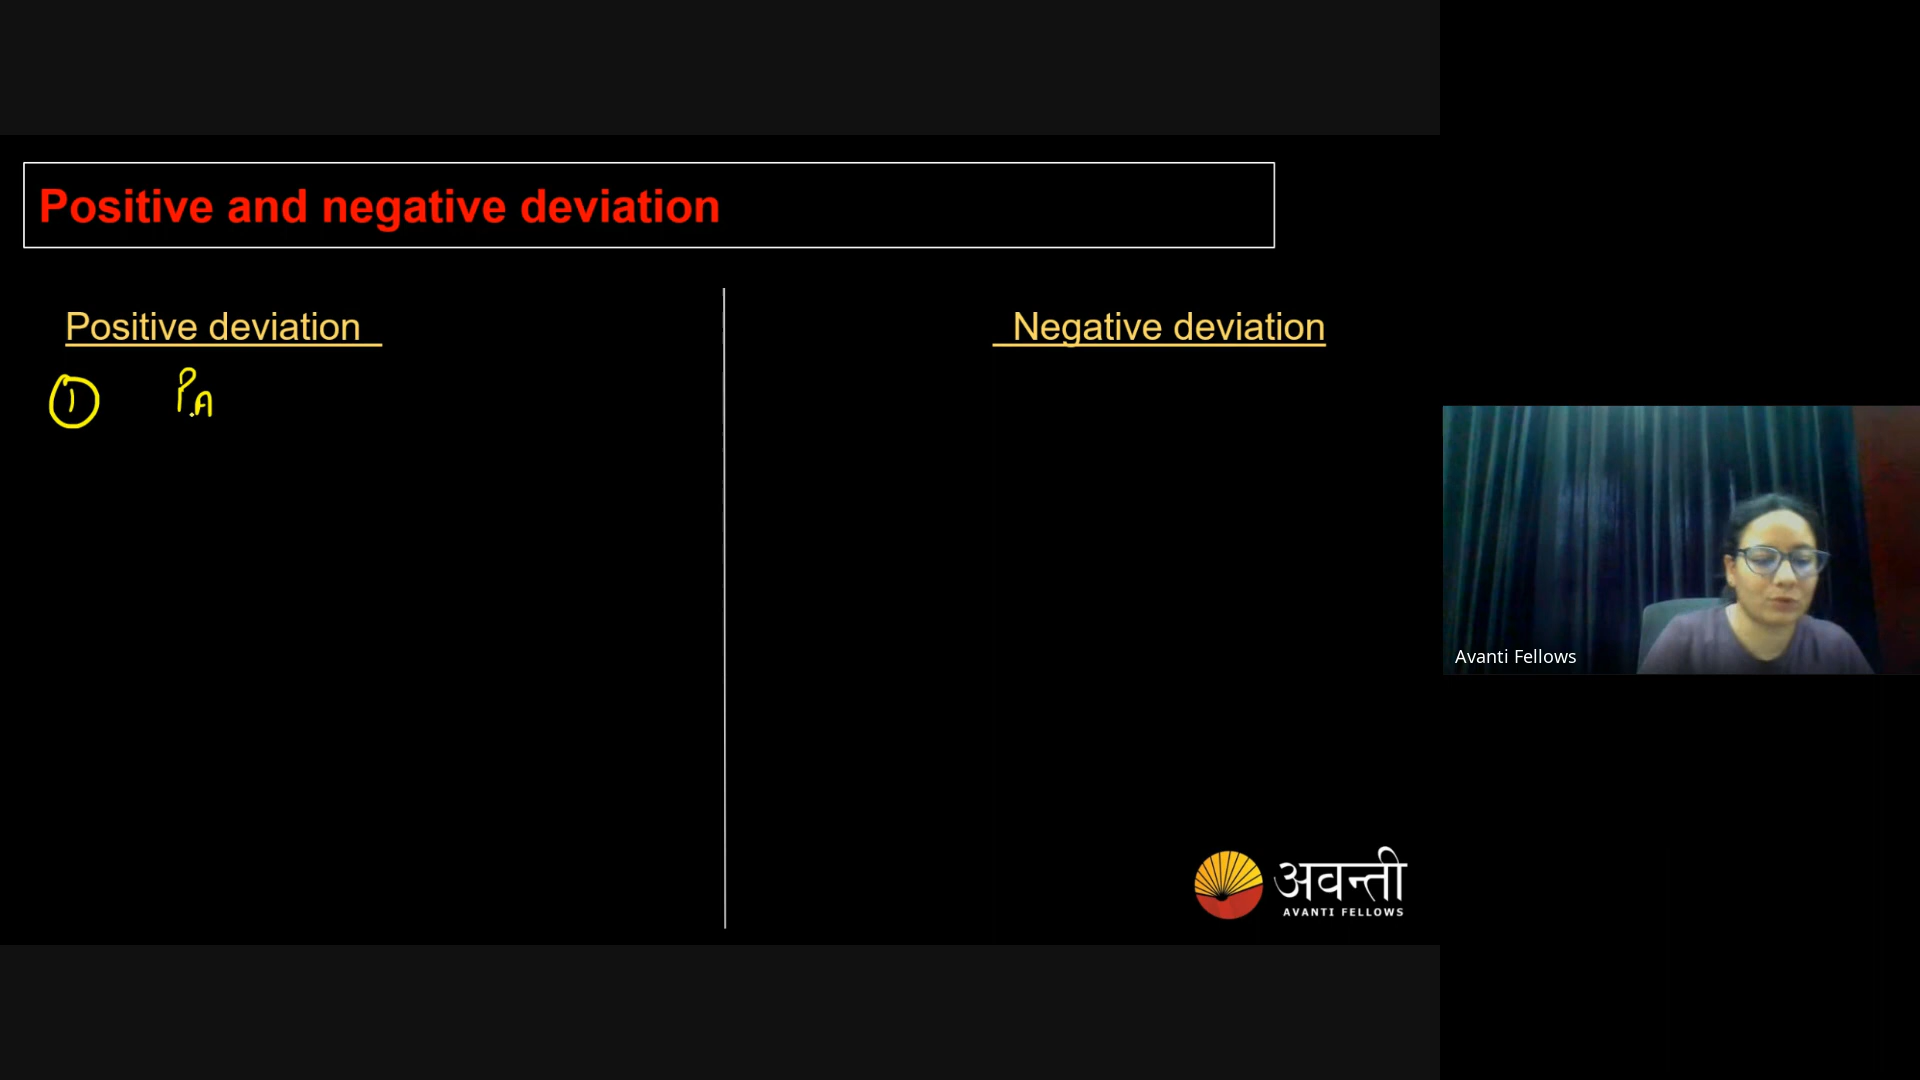 Positive and negative deviation
Positive deviation
Negative deviation
① PA
Avanti Fellows
अवन्ती
AVANTI FELLOWS